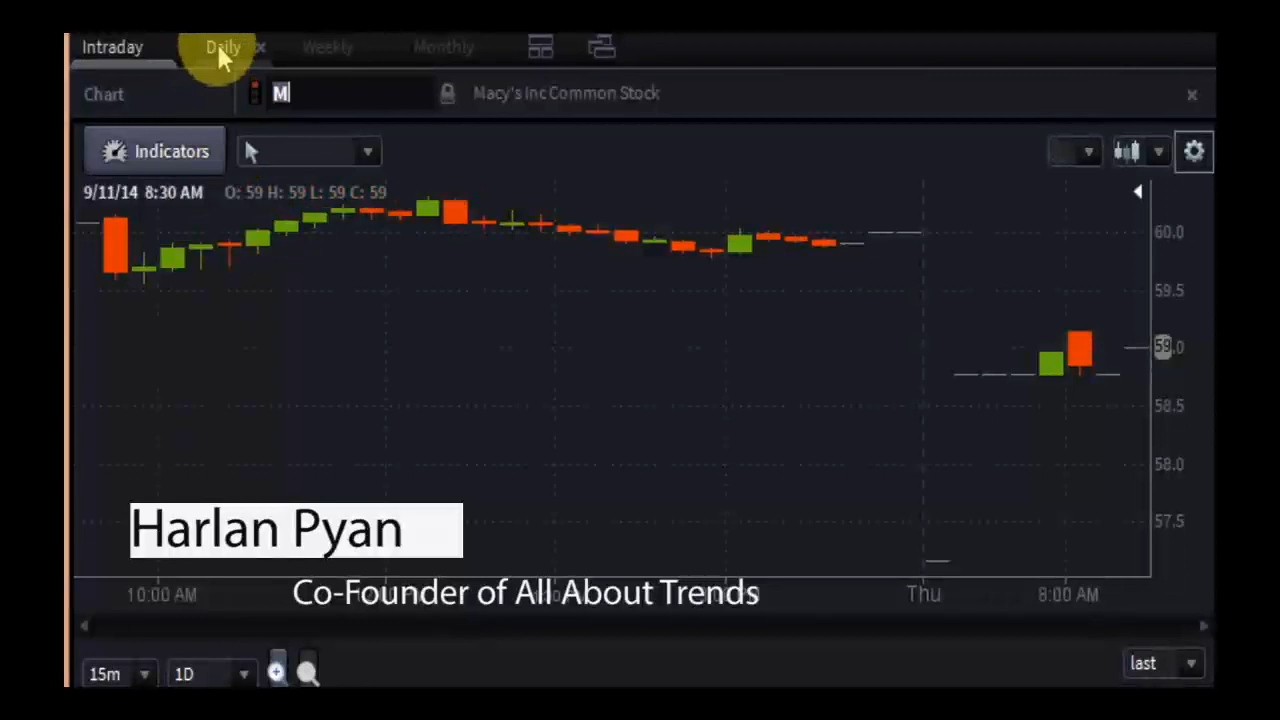 Intraday Daily Weekly Monthly
Chart M Macy's Inc Common Stock
Indicators
9/11/14 8:30 AM O: 59 H: 59 L: 59 C: 59
60.0
59.5
59.0
58.5
58.0
57.5
Harlan Pyan
Co-Founder of All About Trends
10:00 AM Thu 8:00 AM
15m 1D last